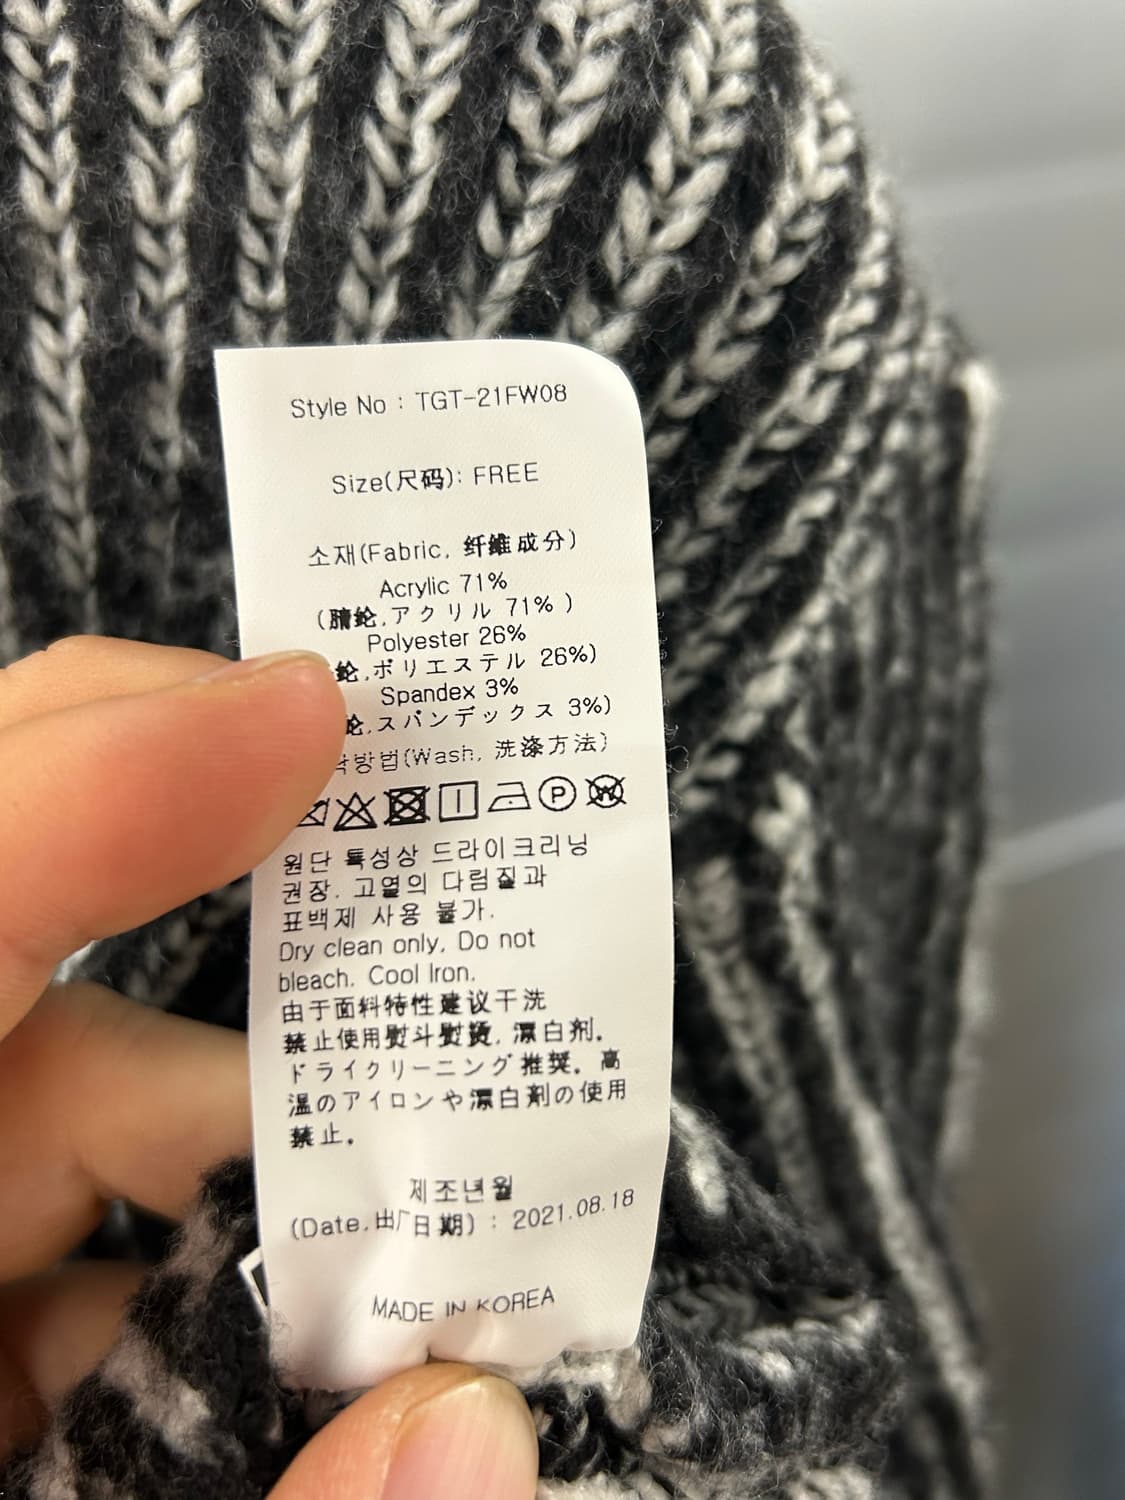 Style No : TGT-21FW08
Size(尺码): FREE
소재(Fabric, 纤维成分)
Acrylic 71%
(腈纶,アクリル 71% )
Polyester 26%
纶,ポリエステル 26%)
Spandex 3%
纶,スパンデックス 3%)
탁방법(Wash, 洗涤方法)
P W
원단 특성상 드라이크리닝
권장. 고열의 다림질과
표백제 사용 불가.
Dry clean only, Do not
bleach. Cool Iron.
由于面料特性建议干洗
禁止使用熨斗熨烫, 漂白剂。
ドライクリーニング推奨。高
温のアイロンや漂白剤の使用
禁止。
제조년월
(Date,出厂日期) : 2021.08.18
MADE IN KOREA